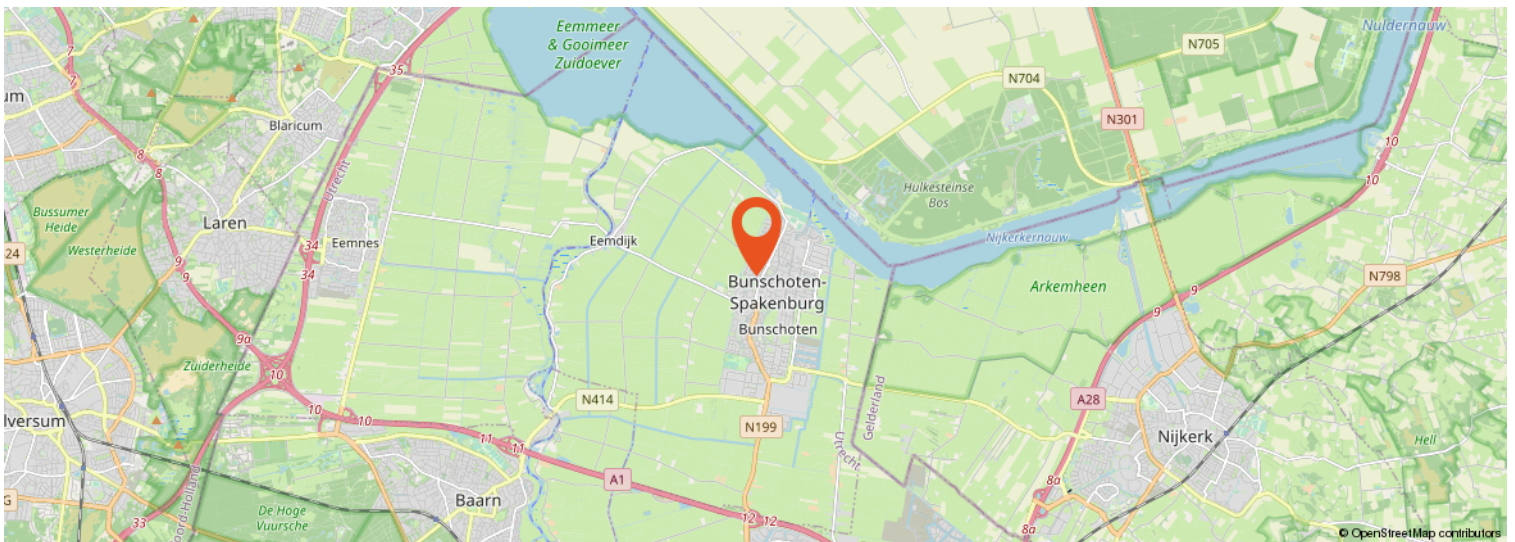 Eemmeer
& Gooimeer
Zuidoever
Nuldernauw
N705
N704
7
7
35
um
Blaricum
N301
8
8
10
10
Utrecht
Hulkesteinse
Bos
Bussumer
Heide
Laren
Westerheide
24
34
34
Eemnes
Eemdijk
Nijkerkernauw
9
9
Bunschoten-
Spakenburg
Arkemheen
N798
9
9
Bunschoten
9a
Zuiderheide
10
10
10
N414
A28
Gelderland
lversum
11
11
N199
Utrecht
Nijkerk
Hell
A1
8a
8a
G
Baarn
De Hoge
Vuursche
oord-Holland
33
12
12
© OpenStreetMap contributors